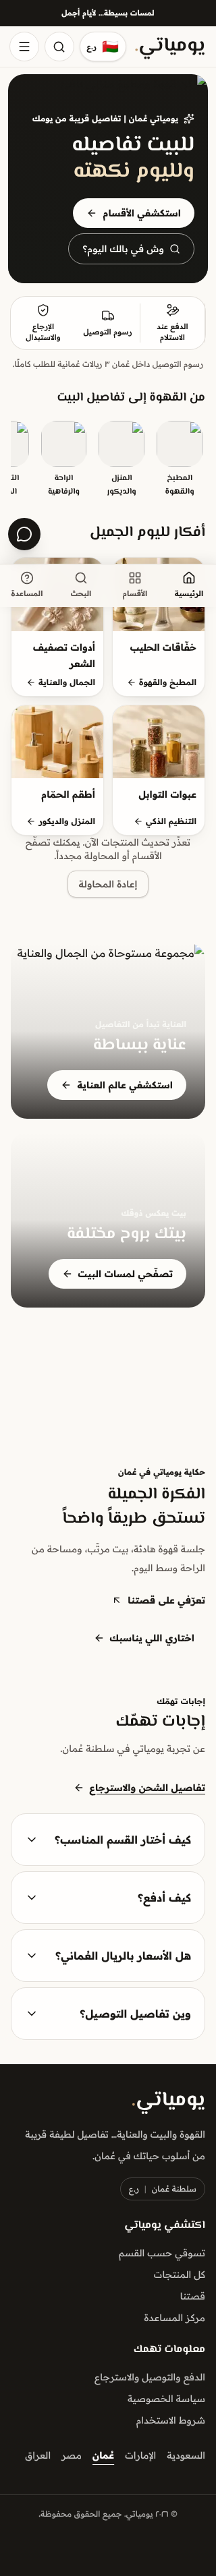 لمسات بسيطة... لأيام أجمل
يومياتي.
ر.ع
يومياتي عُمان | تفاصيل قريبة من يومك
للبيت تفاصيله
ولليوم نكهته
استكشفي الأقسام
وش في بالك اليوم؟
الدفع عند الاستلام
رسوم التوصيل
الإرجاع والاستبدال
رسوم التوصيل داخل عُمان ٣ ريالات عُمانية للطلب كاملًا.
من القهوة إلى تفاصيل البيت
المطبخ والقهوة
المنزل والديكور
الراحة والرفاهية
أفكار لليوم الجميل
الرئيسية
الأقسام
البحث
المساعدة
خفّاقات الحليب
المطبخ والقهوة
أدوات تصفيف الشعر
الجمال والعناية
عبوات التوابل
التنظيم الذكي
أطقم الحمّام
المنزل والديكور
تعذّر تحديث المنتجات الآن. يمكنك تصفّح
الأقسام أو المحاولة مجدداً.
إعادة المحاولة
مجموعة مستوحاة من الجمال والعناية
العناية تبدأ من التفاصيل
عناية ببساطة
استكشفي عالم العناية
بيت يعكس ذوقك
بيتك بروح مختلفة
تصفّحي لمسات البيت
حكاية يومياتي في عُمان
الفكرة الجميلة
تستحق طريقاً واضحاً
جلسة قهوة هادئة، بيت مرتّب، ومساحة من
الراحة وسط اليوم.
تعرّفي على قصتنا
اختاري اللي يناسبك
إجابات تهمّك
إجابات تهمّك
عن تجربة يومياتي في سلطنة عُمان.
تفاصيل الشحن والاسترجاع
كيف أختار القسم المناسب؟
كيف أدفع؟
هل الأسعار بالريال العُماني؟
وين تفاصيل التوصيل؟
يومياتي.
القهوة والبيت والعناية... تفاصيل لطيفة قريبة
من أسلوب حياتك في عُمان.
سلطنة عُمان | ر.ع
اكتشفي يومياتي
تسوقي حسب القسم
كل المنتجات
قصتنا
مركز المساعدة
معلومات تهمك
الدفع والتوصيل والاسترجاع
سياسة الخصوصية
شروط الاستخدام
السعودية الإمارات عُمان مصر العراق
© ٢٠٢٦ يومياتي. جميع الحقوق محفوظة.